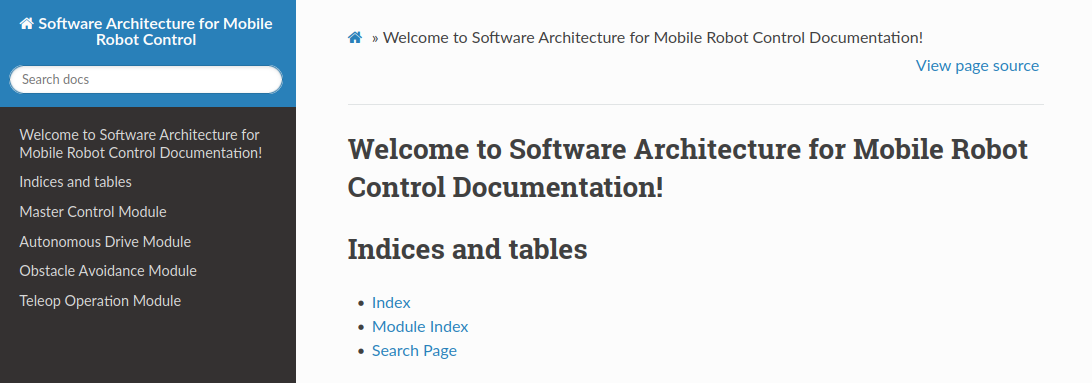 Software Architecture for Mobile
Robot Control
Search docs
Welcome to Software Architecture for
Mobile Robot Control Documentation!
Indices and tables
Master Control Module
Autonomous Drive Module
Obstacle Avoidance Module
Teleop Operation Module
» Welcome to Software Architecture for Mobile Robot Control Documentation!
View page source
Welcome to Software Architecture for Mobile Robot
Control Documentation!
Indices and tables
• Index
• Module Index
• Search Page